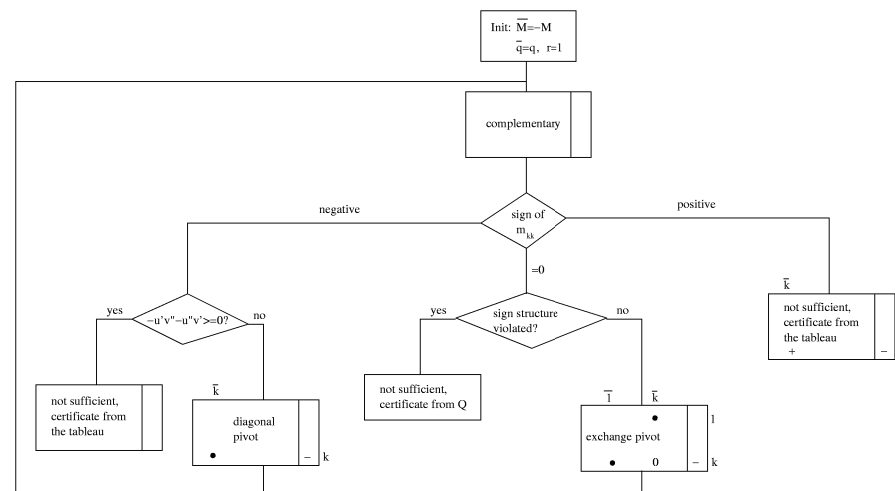 Init: M̅=−M
q̅=q, r=1
complementary
negative
sign of
m_kk
positive
=0
k̅
yes
−u'v''−u''v'>=0?
no
yes
sign structure
violated?
no
not sufficient,
certificate from
the tableau
+ −
not sufficient,
certificate from
the tableau
k̅
diagonal
pivot
− k
not sufficient,
certificate from Q
l̅ k̅
l
exchange pivot
0 − k